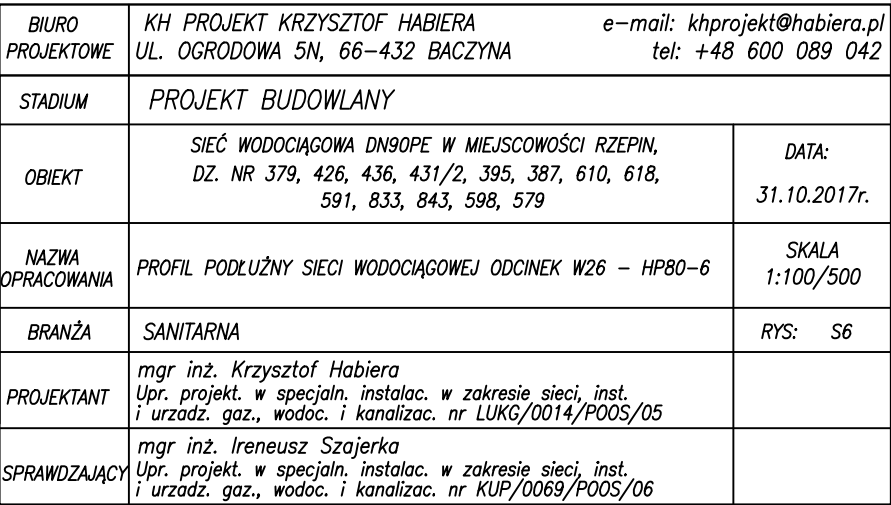 BIURO PROJEKTOWE
KH PROJEKT KRZYSZTOF HABIERA e-mail: khprojekt@habiera.pl
UL. OGRODOWA 5N, 66-432 BACZYNA tel: +48 600 089 042
STADIUM
PROJEKT BUDOWLANY
OBIEKT
SIEĆ WODOCIĄGOWA DN90PE W MIEJSCOWOŚCI RZEPIN,
DZ. NR 379, 426, 436, 431/2, 395, 387, 610, 618,
591, 833, 843, 598, 579
DATA:
31.10.2017r.
NAZWA
OPRACOWANIA
PROFIL PODŁUŻNY SIECI WODOCIĄGOWEJ ODCINEK W26 - HP80-6
SKALA
1:100/500
BRANŻA
SANITARNA
RYS: S6
PROJEKTANT
mgr inż. Krzysztof Habiera
Upr. projekt. w specjaln. instalac. w zakresie sieci, inst.
i urzadz. gaz., wodoc. i kanalizac. nr LUKG/0014/POOS/05
SPRAWDZAJĄCY
mgr inż. Ireneusz Szajerka
Upr. projekt. w specjaln. instalac. w zakresie sieci, inst.
i urzadz. gaz., wodoc. i kanalizac. nr KUP/0069/POOS/06